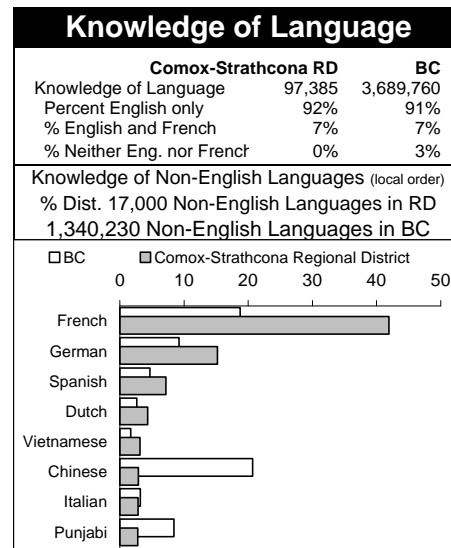 Knowledge of Language
Comox-Strathcona RD BC
Knowledge of Language 97,385 3,689,760
Percent English only 92% 91%
% English and French 7% 7%
% Neither Eng. nor French 0% 3%
Knowledge of Non-English Languages (local order)
% Dist. 17,000 Non-English Languages in RD
1,340,230 Non-English Languages in BC
BC Comox-Strathcona Regional District
0 10 20 30 40 50
French
German
Spanish
Dutch
Vietnamese
Chinese
Italian
Punjabi